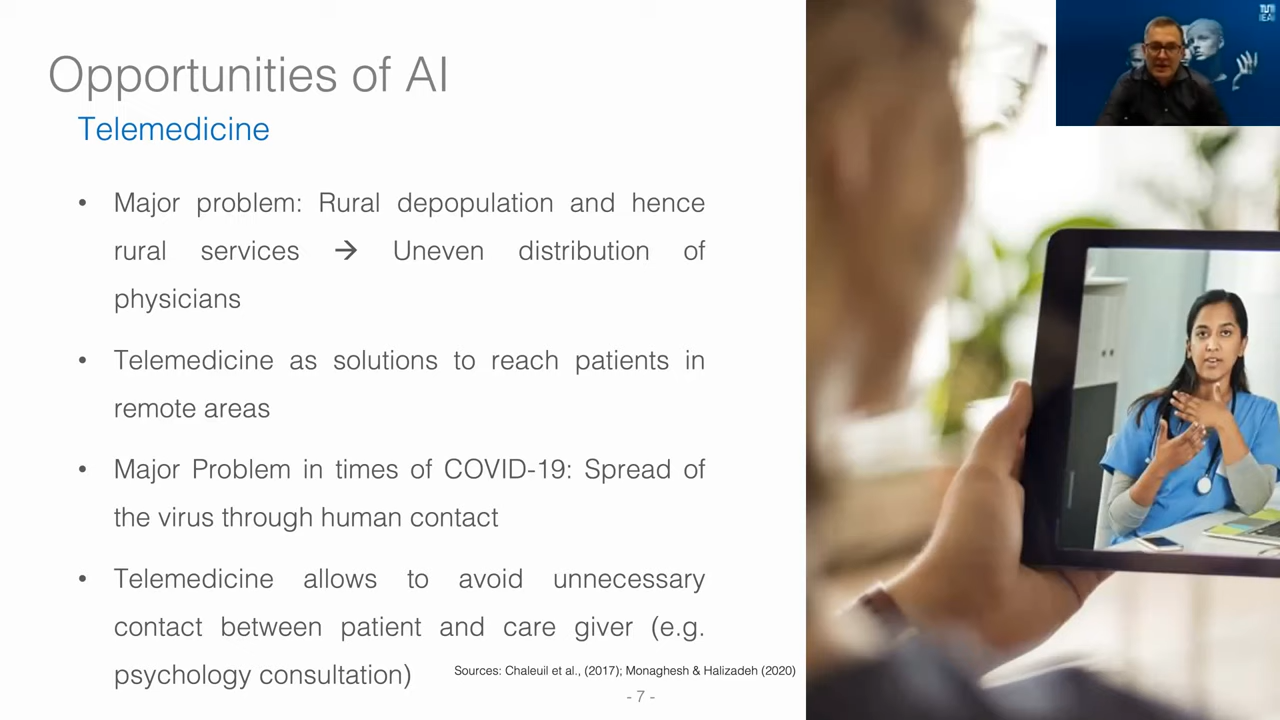 Opportunities of AI
Telemedicine
• Major problem: Rural depopulation and hence
rural services → Uneven distribution of
physicians
• Telemedicine as solutions to reach patients in
remote areas
• Major Problem in times of COVID-19: Spread of
the virus through human contact
• Telemedicine allows to avoid unnecessary
contact between patient and care giver (e.g.
psychology consultation)
Sources: Chaleuil et al., (2017); Monaghesh & Halizadeh (2020)
- 7 -
IEAI